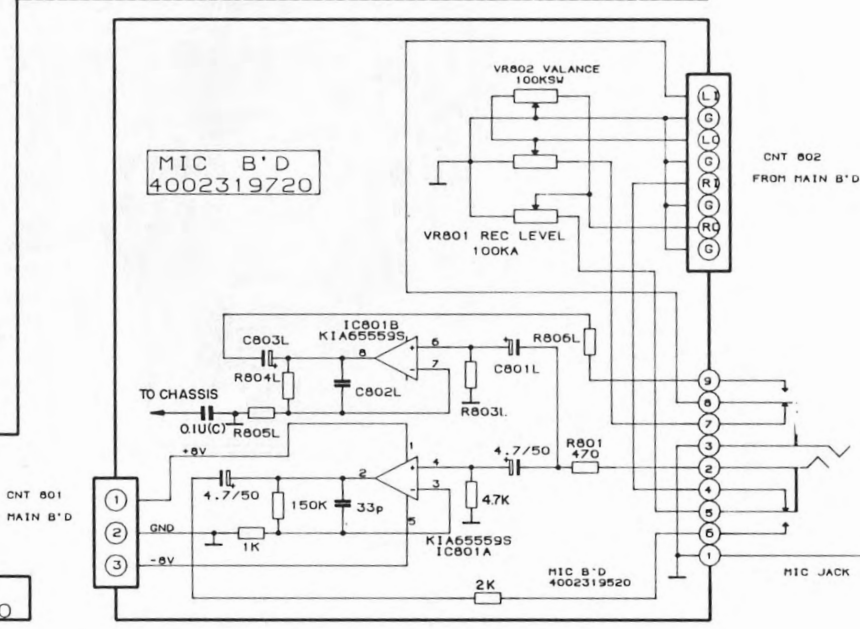 VR802 VALANCE
100KSW
LI
G
LO
G
RI
G
RO
G
CNT 802
FROM MAIN B'D
MIC B'D
4002319720
VR801 REC LEVEL
100KA
IC801B
KIA65559S
C803L
8
+
6
-
7
R804L
C802L
C801L
R803L
R806L
TO CHASSIS
0.1U(C)
R805L
+8V
1
9
8
7
3
2
4
5
6
1
4.7/50
R801
470
4.7/50
2
+
4
-
3
5
150K
33p
4.7K
KIA65559S
IC801A
CNT 801
MAIN B'D
1
2
3
GND
1K
-8V
MIC B'D
4002319520
2K
MIC JACK